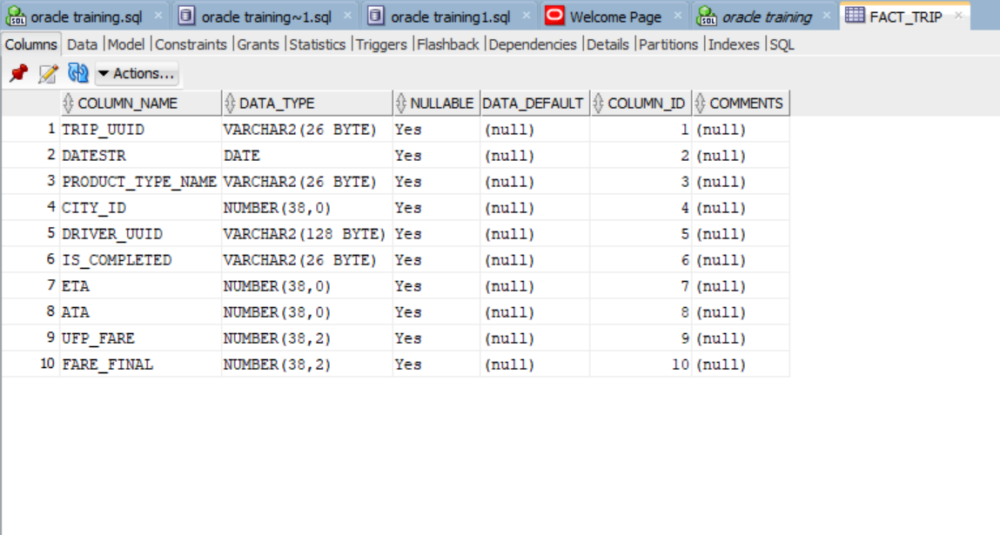 oracle training.sql oracle training~1.sql oracle training1.sql Welcome Page oracle training FACT_TRIP
Columns Data Model Constraints Grants Statistics Triggers Flashback Dependencies Details Partitions Indexes SQL
Actions...
COLUMN_NAME DATA_TYPE NULLABLE DATA_DEFAULT COLUMN_ID COMMENTS
1 TRIP_UUID VARCHAR2(26 BYTE) Yes (null) 1 (null)
2 DATESTR DATE Yes (null) 2 (null)
3 PRODUCT_TYPE_NAME VARCHAR2(26 BYTE) Yes (null) 3 (null)
4 CITY_ID NUMBER(38,0) Yes (null) 4 (null)
5 DRIVER_UUID VARCHAR2(128 BYTE) Yes (null) 5 (null)
6 IS_COMPLETED VARCHAR2(26 BYTE) Yes (null) 6 (null)
7 ETA NUMBER(38,0) Yes (null) 7 (null)
8 ATA NUMBER(38,0) Yes (null) 8 (null)
9 UFP_FARE NUMBER(38,2) Yes (null) 9 (null)
10 FARE_FINAL NUMBER(38,2) Yes (null) 10 (null)